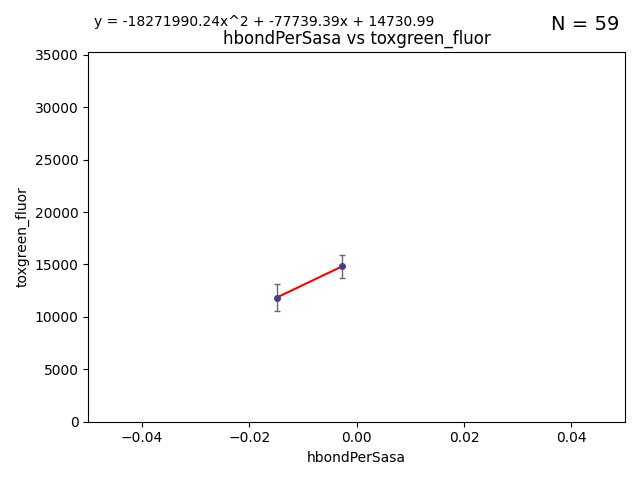 y = -18271990.24x^2 + -77739.39x + 14730.99
N = 59
hbondPerSasa vs toxgreen_fluor
35000
30000
25000
20000
15000
10000
5000
0
toxgreen_fluor
−0.04 −0.02 0.00 0.02 0.04
hbondPerSasa